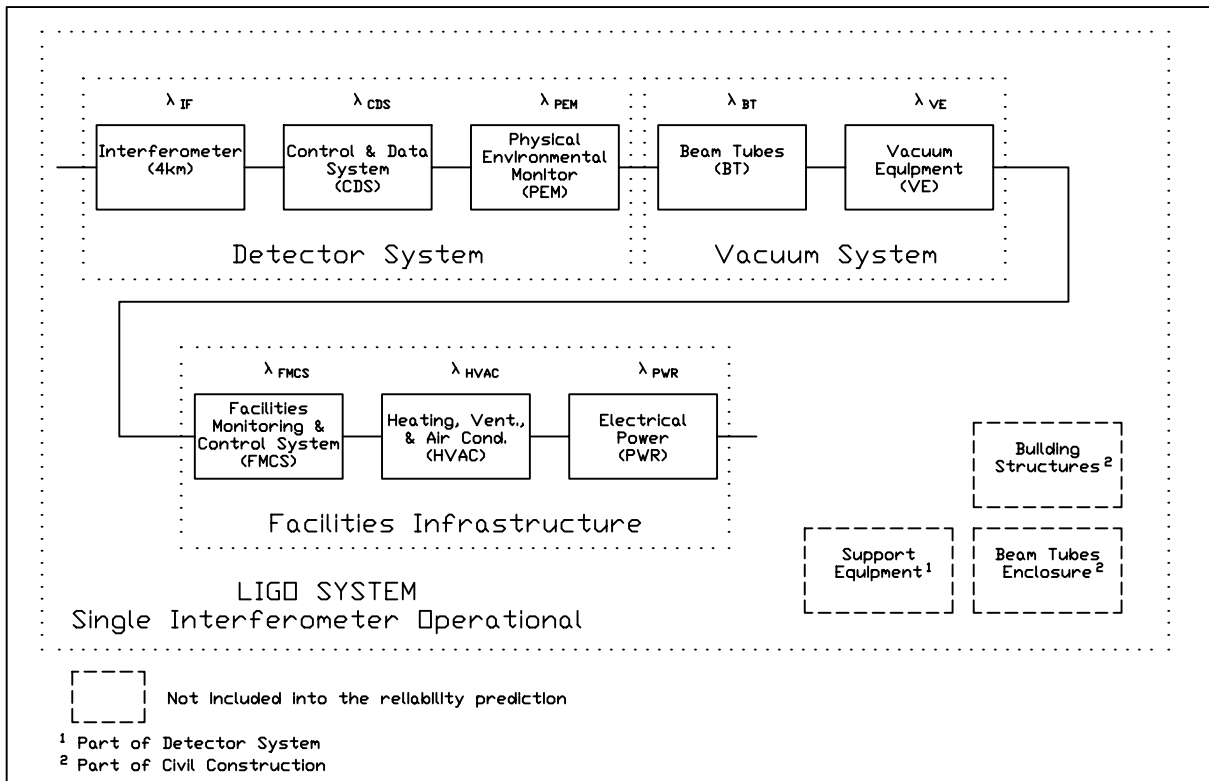 λ IF
λ CDS
λ PEM
λ BT
λ VE
Interferometer
(4km)
Control & Data
System
(CDS)
Physical
Environmental
Monitor
(PEM)
Beam Tubes
(BT)
Vacuum
Equipment
(VE)
Detector System
Vacuum System
λ FMCS
λ HVAC
λ PWR
Facilities
Monitoring &
Control System
(FMCS)
Heating, Vent.,
& Air Cond.
(HVAC)
Electrical
Power
(PWR)
Facilities Infrastructure
Building
Structures 2
Support
Equipment 1
Beam Tubes
Enclosure 2
LIGO SYSTEM
Single Interferometer Operational
Not included into the reliability prediction
1 Part of Detector System
2 Part of Civil Construction